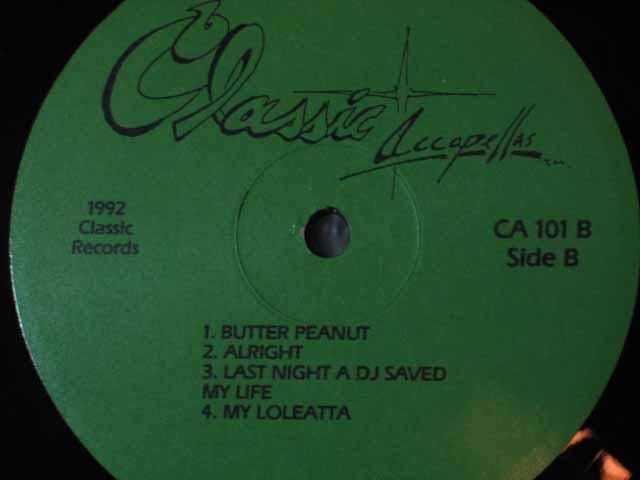 Classic
Accapellas
T.M.
1992
Classic
Records
CA 101 B
Side B
1. BUTTER PEANUT
2. ALRIGHT
3. LAST NIGHT A DJ SAVED
MY LIFE
4. MY LOLEATTA